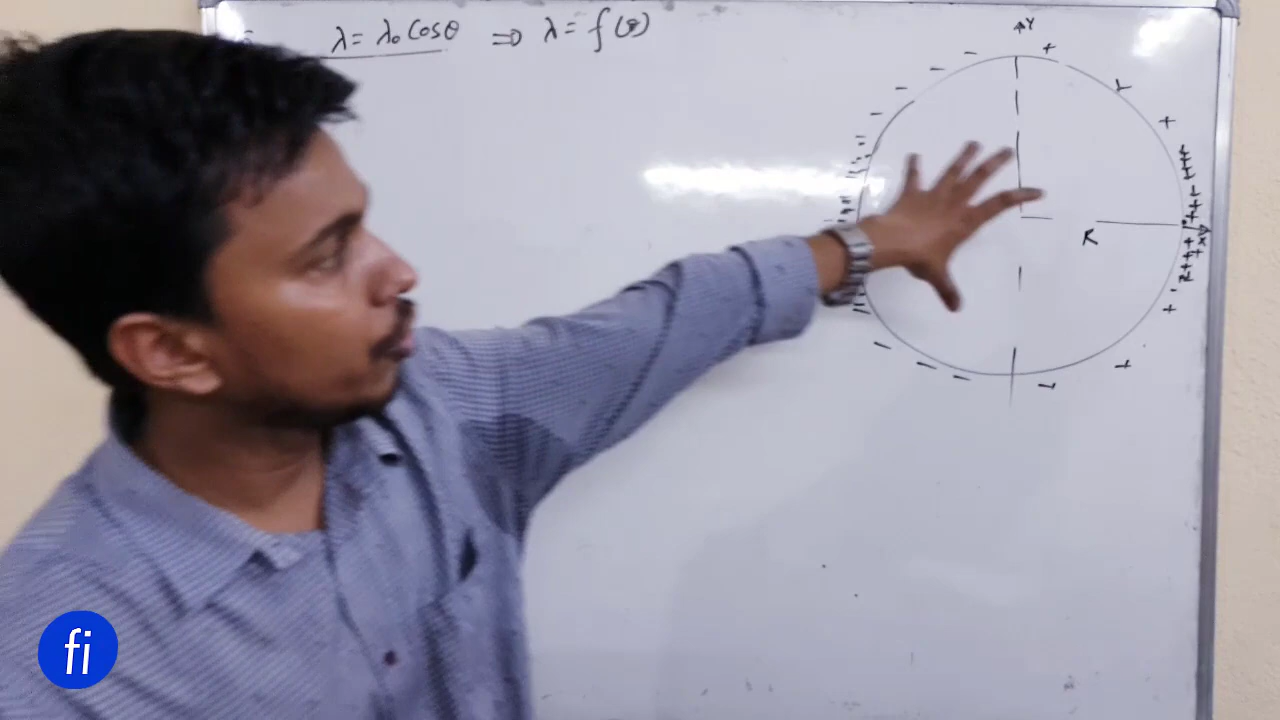 λ = λ₀ Cosθ ⇒ λ = f(θ)
Y
R
x
fi